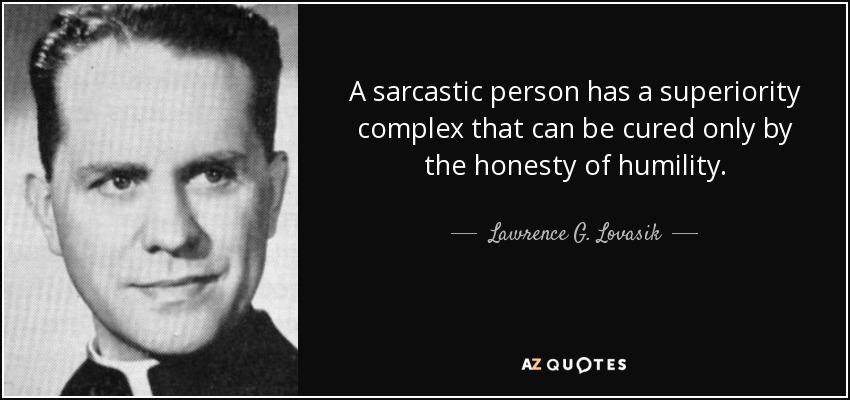 A sarcastic person has a superiority
complex that can be cured only by
the honesty of humility.
Lawrence G. Lovasik
AZ QUOTES